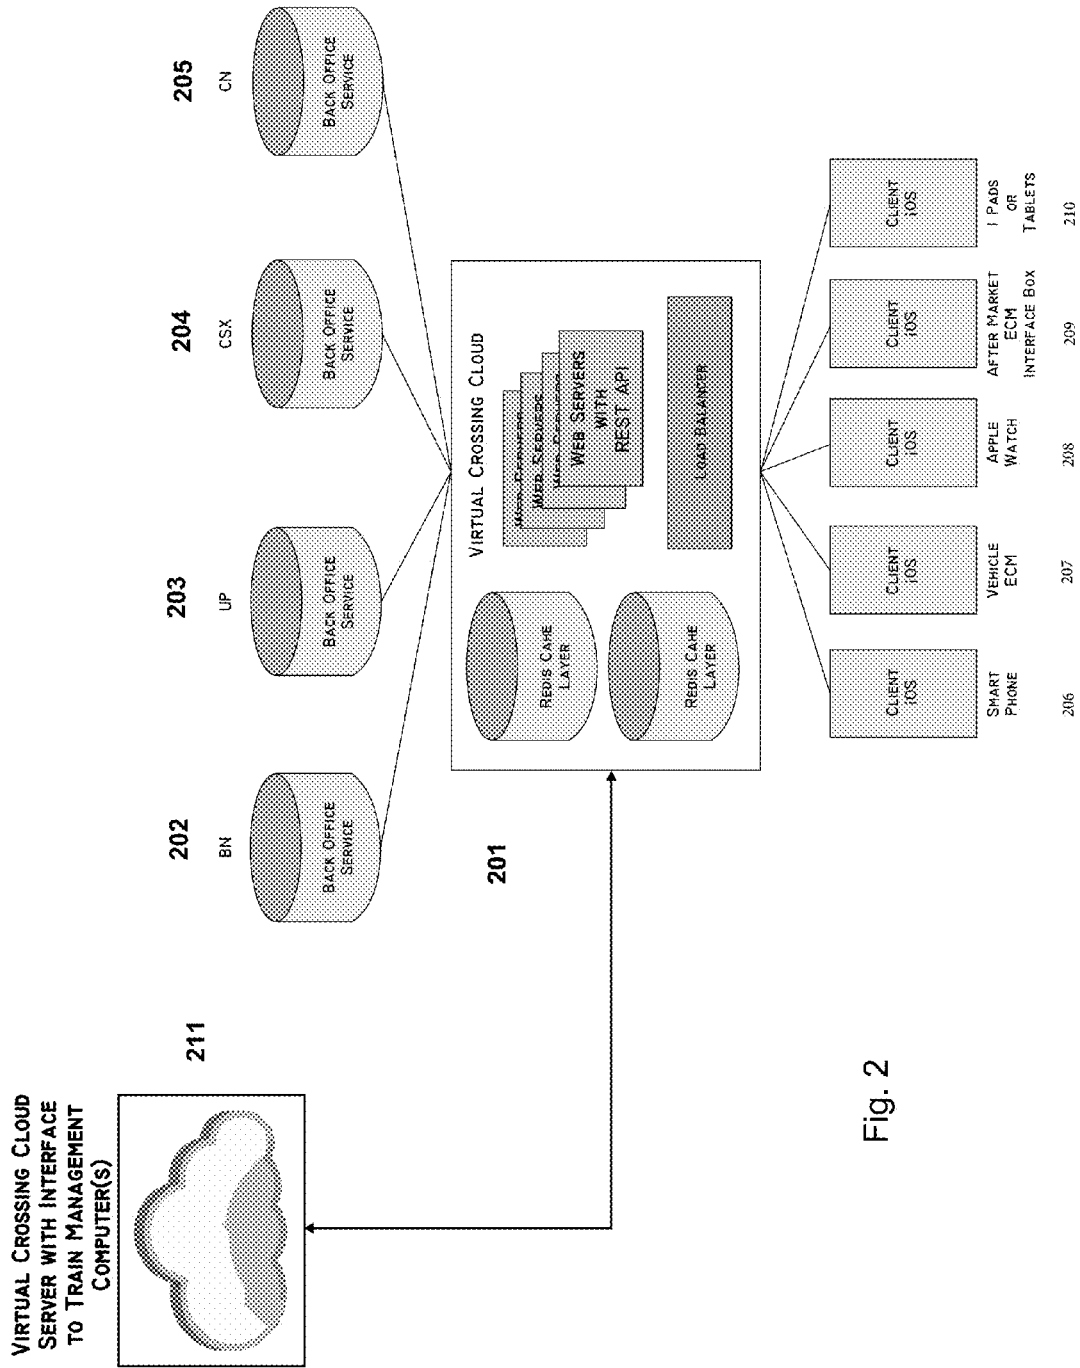 VIRTUAL CROSSING CLOUD
SERVER WITH INTERFACE
TO TRAIN MANAGEMENT
COMPUTER(S)
211
202
203
204
205
BN
UP
CSX
CN
BACK OFFICE
SERVICE
BACK OFFICE
SERVICE
BACK OFFICE
SERVICE
BACK OFFICE
SERVICE
201
VIRTUAL CROSSING CLOUD
REDIS CAHE
LAYER
REDIS CAHE
LAYER
WEB SERVERS
WEB SERVERS
WEB SERVERS
WEB SERVERS
WITH
REST API
LOAD BALANCER
CLIENT
iOS
CLIENT
iOS
CLIENT
iOS
CLIENT
iOS
CLIENT
iOS
SMART
PHONE
VEHICLE
ECM
APPLE
WATCH
AFTER MARKET
ECM
INTERFACE BOX
I PADS
OR
TABLETS
206
207
208
209
210
Fig. 2